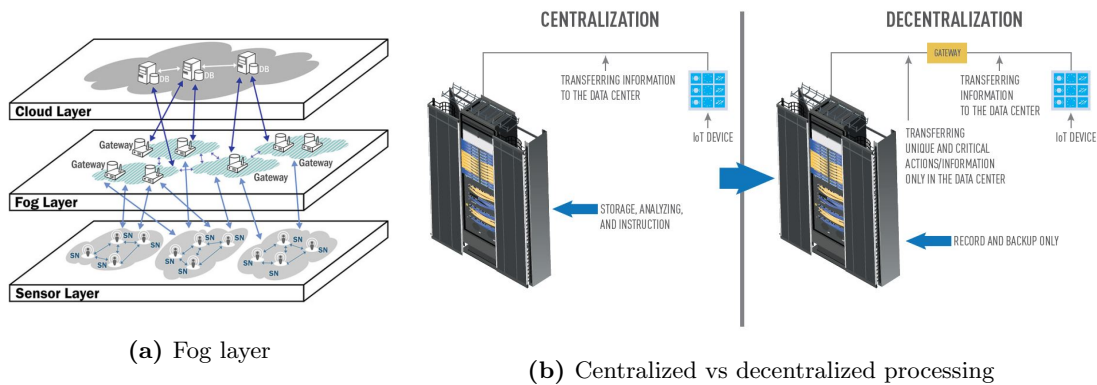 DB
DB
DB
Cloud Layer
Gateway
Gateway
Gateway
Gateway
Fog Layer
SN
SN
SN
SN
SN
SN
SN
SN
SN
Sensor Layer
(a) Fog layer
CENTRALIZATION
TRANSFERRING INFORMATION
TO THE DATA CENTER
IoT DEVICE
STORAGE, ANALYZING,
AND INSTRUCTION
DECENTRALIZATION
GATEWAY
TRANSFERRING
INFORMATION
TO THE DATA CENTER
IoT DEVICE
TRANSFERRING
UNIQUE AND CRITICAL
ACTIONS/INFORMATION
ONLY IN THE DATA CENTER
RECORD AND BACKUP ONLY
(b) Centralized vs decentralized processing